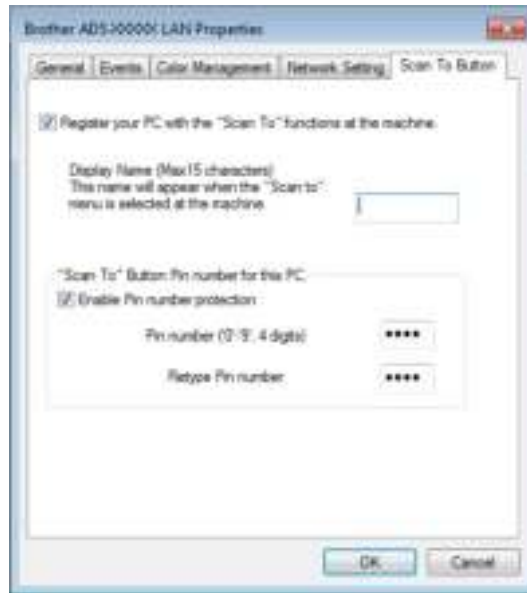 Brother ADS-XXXXX LAN Properties
General Events Color Management Network Setting Scan To Button
Register your PC with the "Scan To" functions at the machine.
Display Name (Max15 characters)
This name will appear when the "Scan to"
menu is selected at the machine.
"Scan To" Button Pin number for this PC.
Enable Pin number protection
Pin number ('0'-'9', 4 digits)
Retype Pin number
OK Cancel